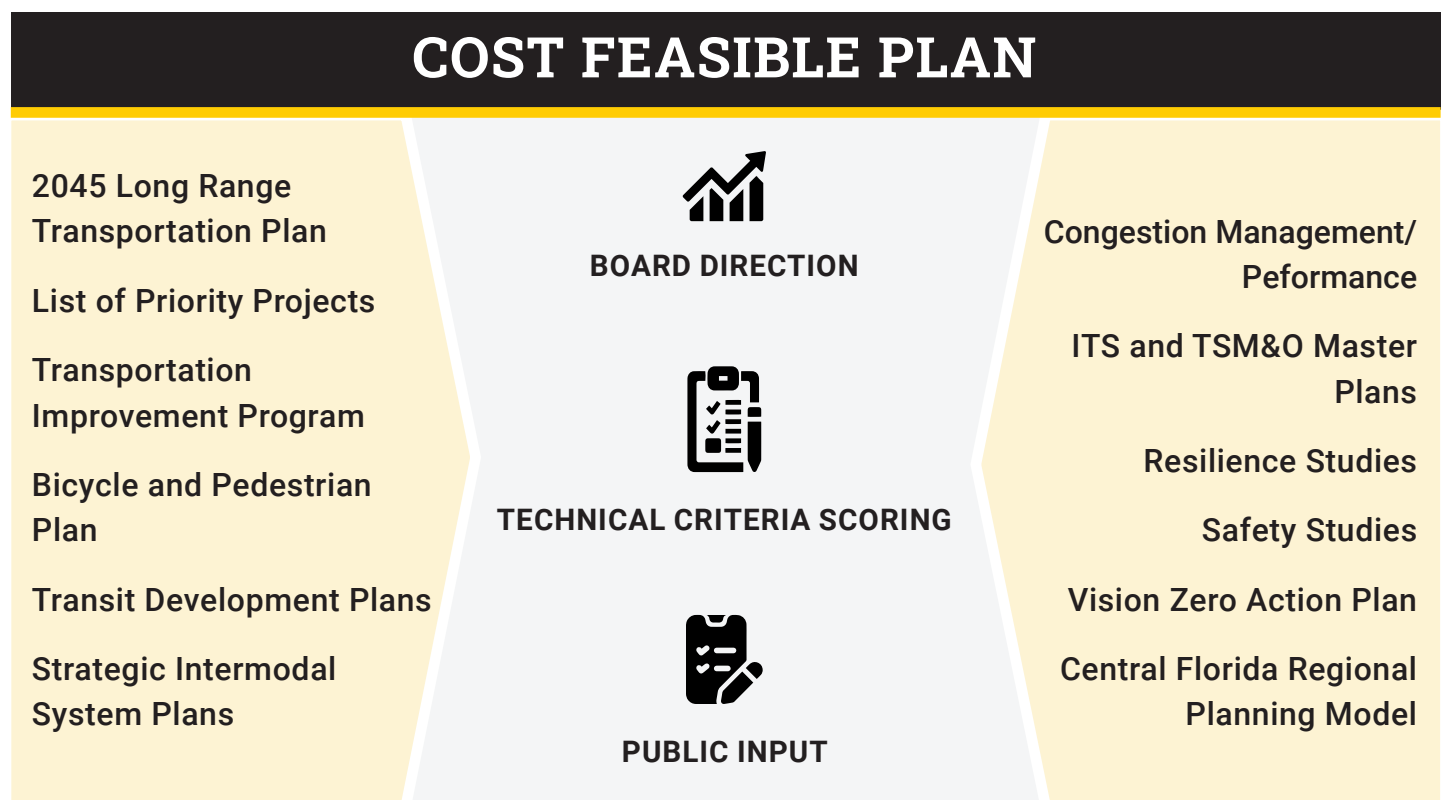 COST FEASIBLE PLAN
2045 Long Range
Transportation Plan
List of Priority Projects
Transportation
Improvement Program
Bicycle and Pedestrian
Plan
Transit Development Plans
Strategic Intermodal
System Plans
BOARD DIRECTION
TECHNICAL CRITERIA SCORING
PUBLIC INPUT
Congestion Management/
Peformance
ITS and TSM&O Master
Plans
Resilience Studies
Safety Studies
Vision Zero Action Plan
Central Florida Regional
Planning Model